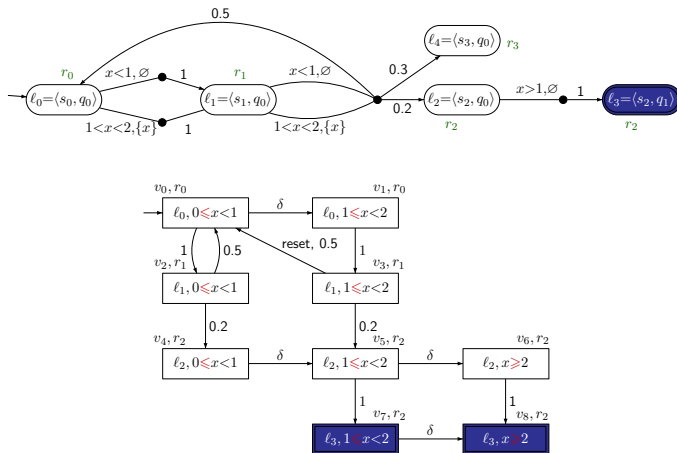 0.5
ℓ₄=⟨s₃, q₀⟩
r₃
r₀
x<1, ∅
1
r₁
x<1, ∅
0.3
ℓ₀=⟨s₀, q₀⟩
ℓ₁=⟨s₁, q₀⟩
0.2
ℓ₂=⟨s₂, q₀⟩
x>1, ∅
1
ℓ₃=⟨s₂, q₁⟩
1<x<2, {x}
1
1<x<2, {x}
r₂
r₂
v₀, r₀
v₁, r₀
ℓ₀, 0⩽x<1
δ
ℓ₀, 1⩽x<2
reset, 0.5
1
0.5
1
v₂, r₁
v₃, r₁
ℓ₁, 0⩽x<1
ℓ₁, 1⩽x<2
0.2
0.2
v₄, r₂
v₅, r₂
v₆, r₂
ℓ₂, 0⩽x<1
δ
ℓ₂, 1⩽x<2
δ
ℓ₂, x⩾2
1
1
v₇, r₂
v₈, r₂
ℓ₃, 1<x<2
δ
ℓ₃, x⩾2